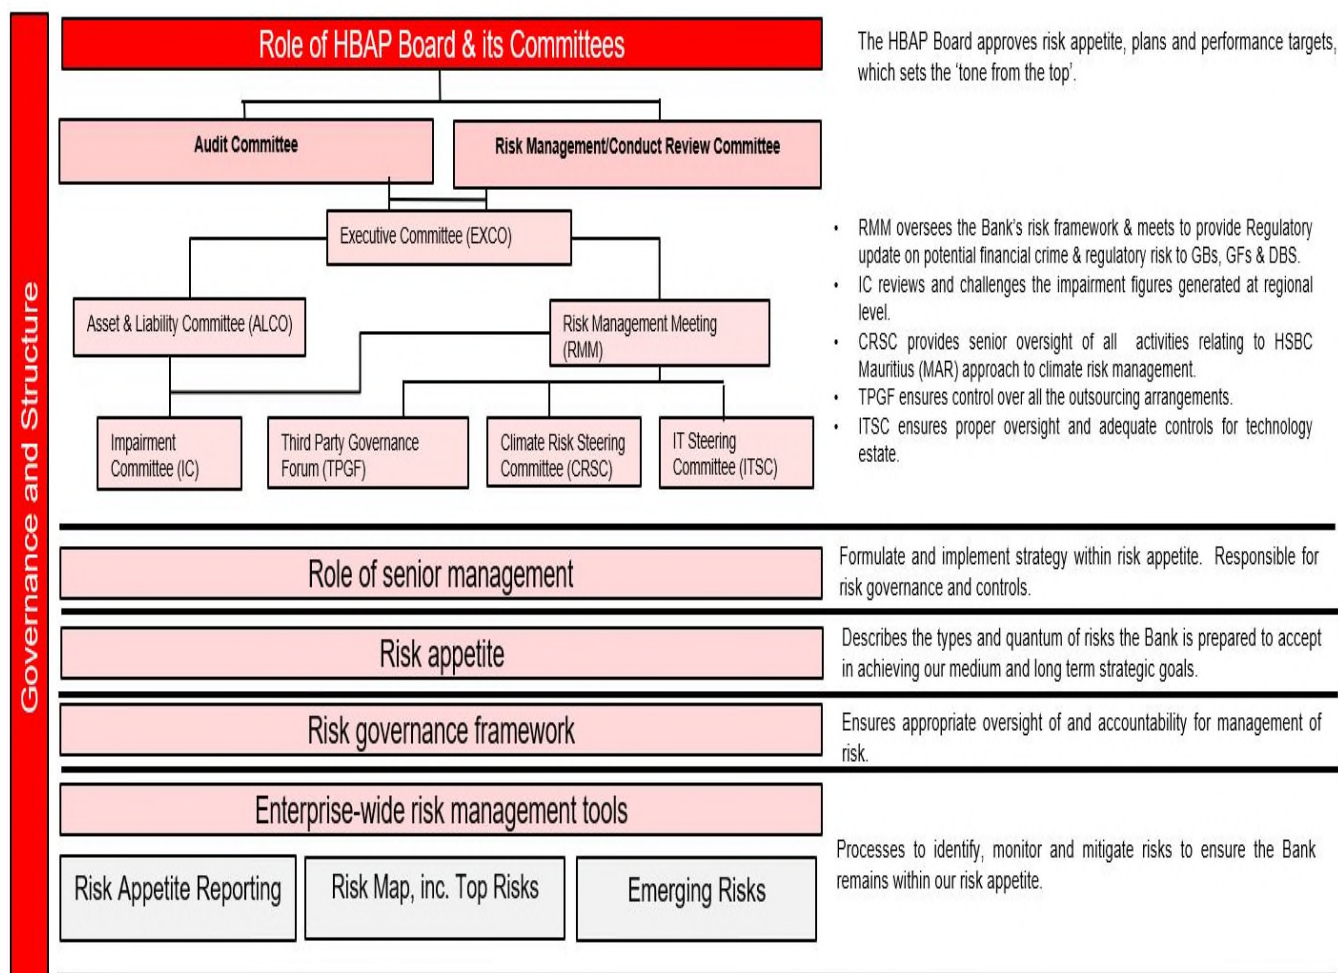 Governance and Structure
Role of HBAP Board & its Committees
The HBAP Board approves risk appetite, plans and performance targets,
which sets the ‘tone from the top’.
Audit Committee
Risk Management/Conduct Review Committee
Executive Committee (EXCO)
Asset & Liability Committee (ALCO)
Risk Management Meeting
(RMM)
Impairment
Committee (IC)
Third Party Governance
Forum (TPGF)
Climate Risk Steering
Committee (CRSC)
IT Steering
Committee (ITSC)
• RMM oversees the Bank’s risk framework & meets to provide Regulatory
update on potential financial crime & regulatory risk to GBs, GFs & DBS.
• IC reviews and challenges the impairment figures generated at regional
level.
• CRSC provides senior oversight of all activities relating to HSBC
Mauritius (MAR) approach to climate risk management.
• TPGF ensures control over all the outsourcing arrangements.
• ITSC ensures proper oversight and adequate controls for technology
estate.
Role of senior management
Formulate and implement strategy within risk appetite. Responsible for
risk governance and controls.
Risk appetite
Describes the types and quantum of risks the Bank is prepared to accept
in achieving our medium and long term strategic goals.
Risk governance framework
Ensures appropriate oversight of and accountability for management of
risk.
Enterprise-wide risk management tools
Risk Appetite Reporting
Risk Map, inc. Top Risks
Emerging Risks
Processes to identify, monitor and mitigate risks to ensure the Bank
remains within our risk appetite.